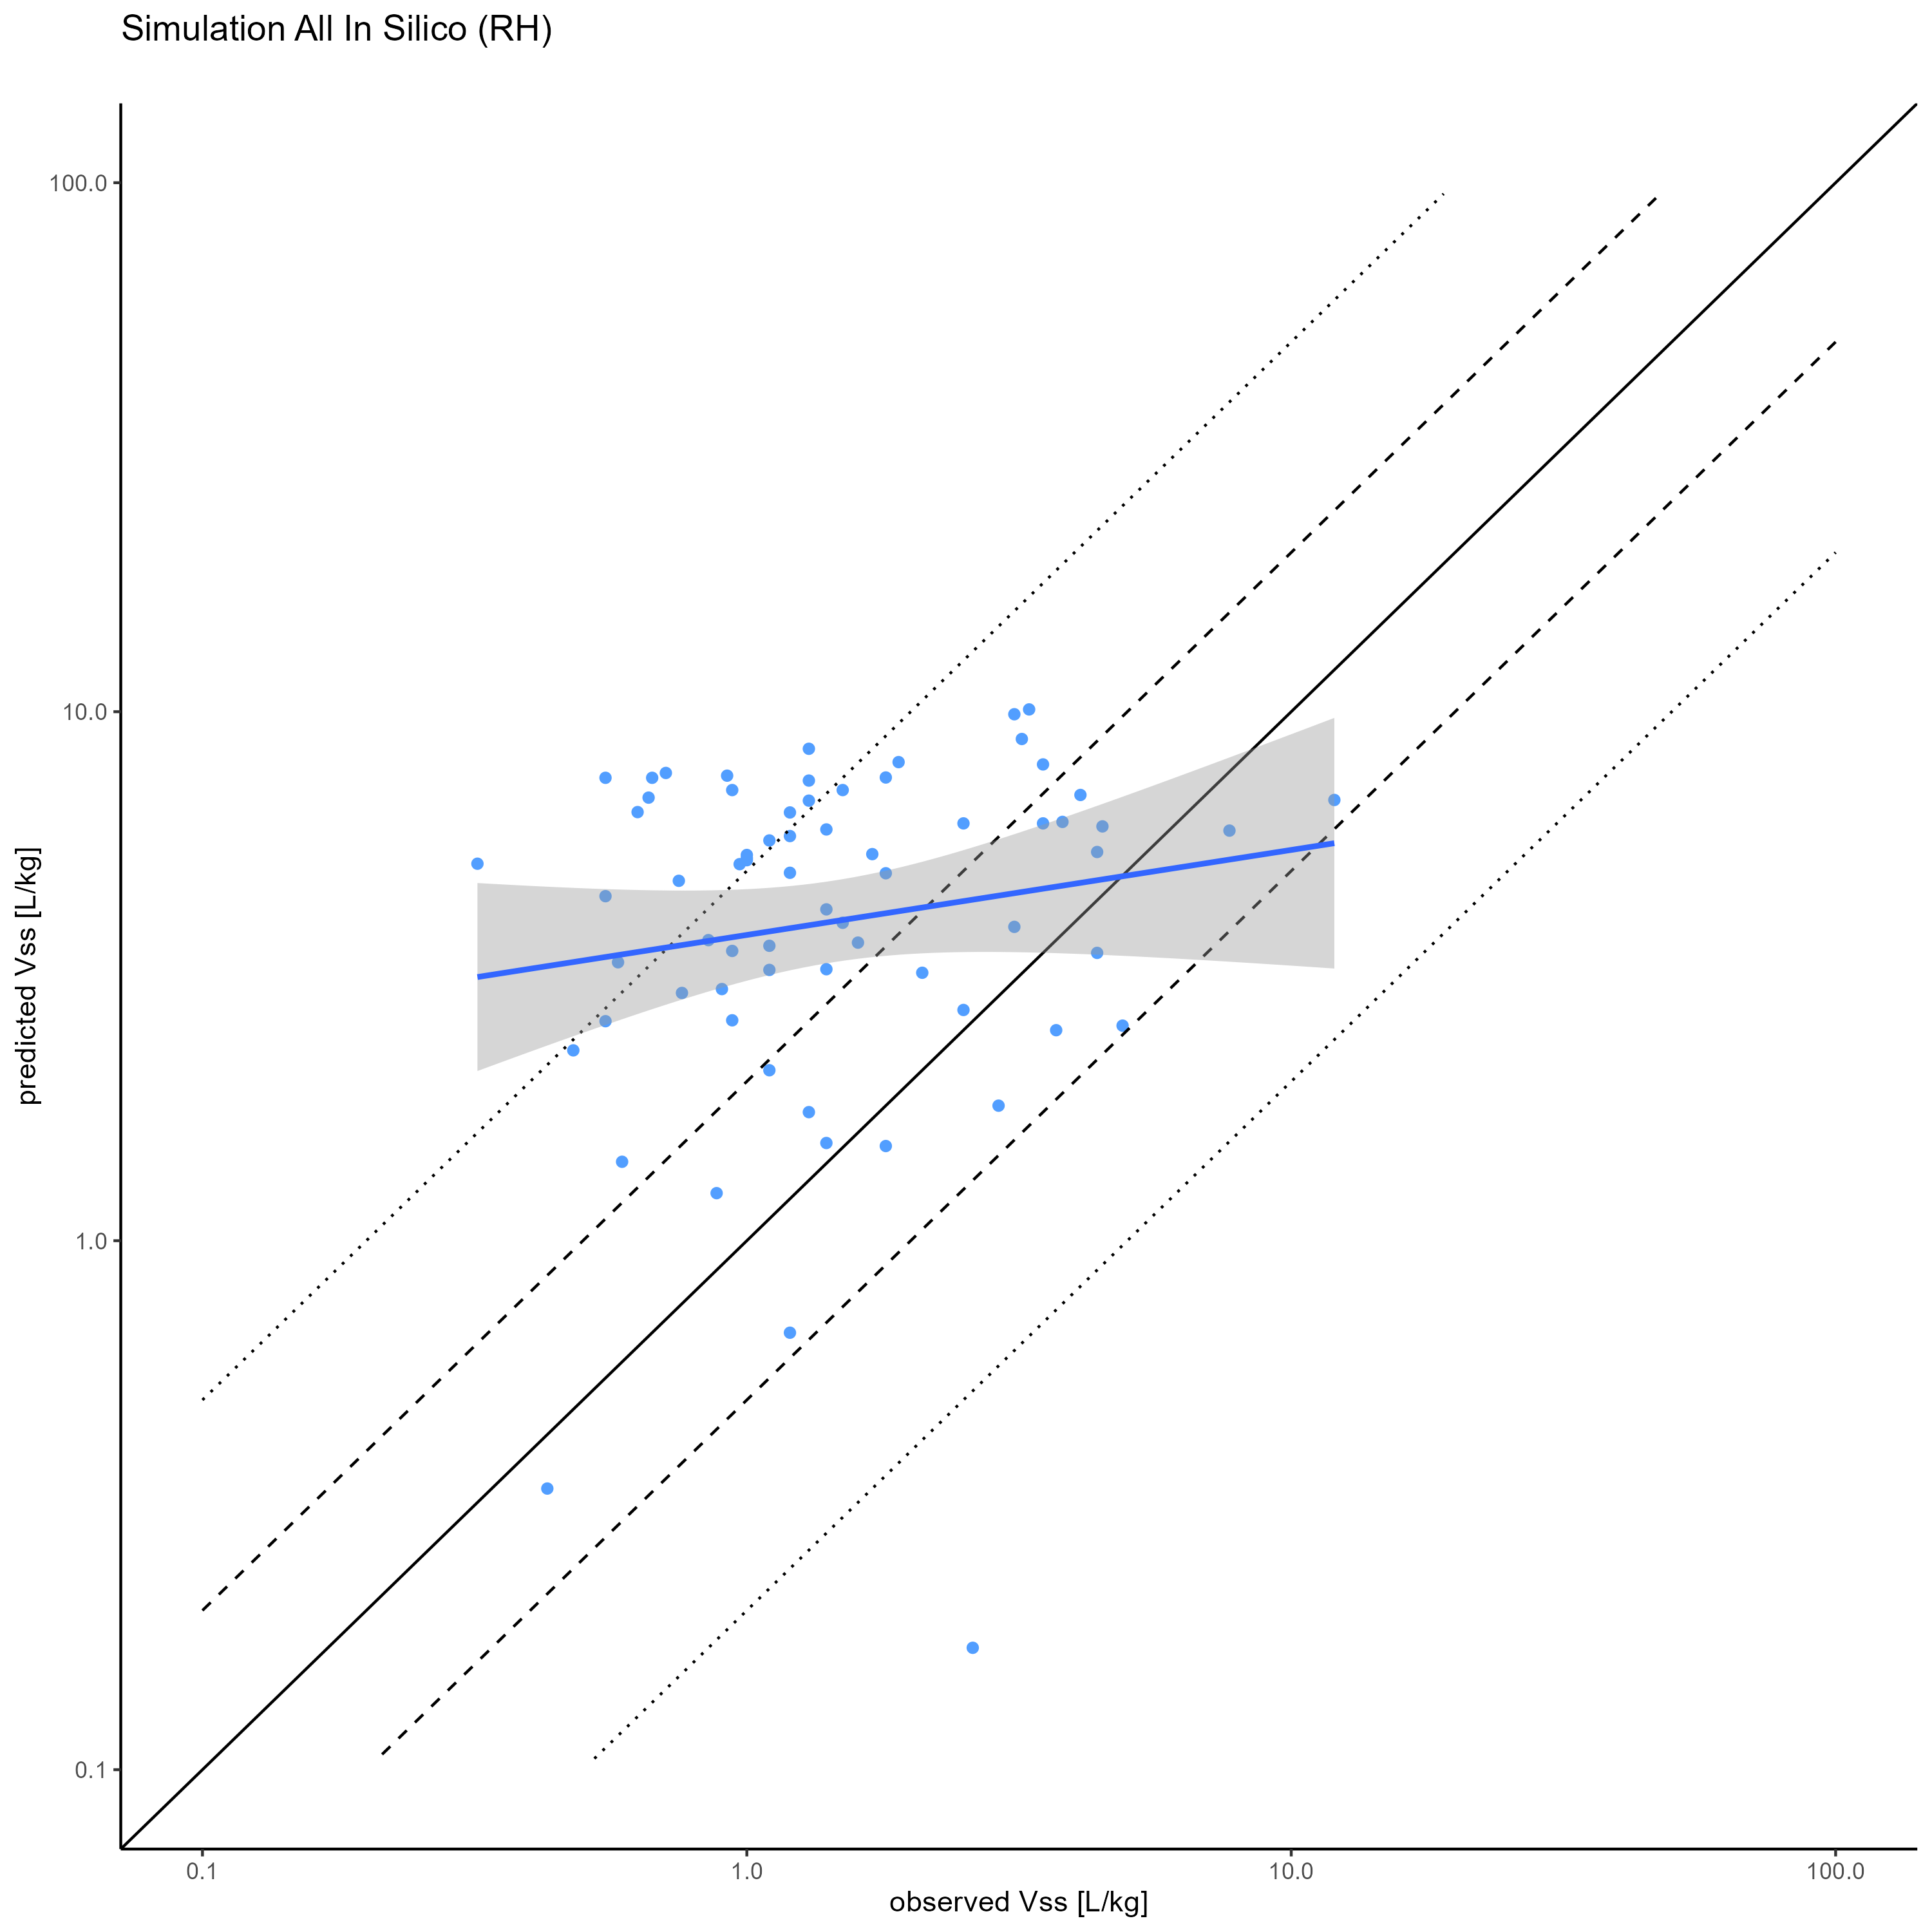 Simulation All In Silico (RH)
100.0
10.0
1.0
0.1
predicted Vss [L/kg]
0.1 1.0 10.0 100.0
observed Vss [L/kg]